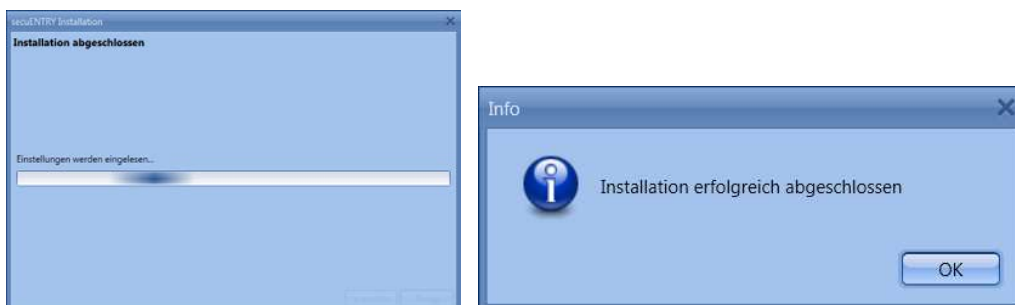 secuENTRY Installation
Installation abgeschlossen
Einstellungen werden eingelesen...
Info
Installation erfolgreich abgeschlossen
OK